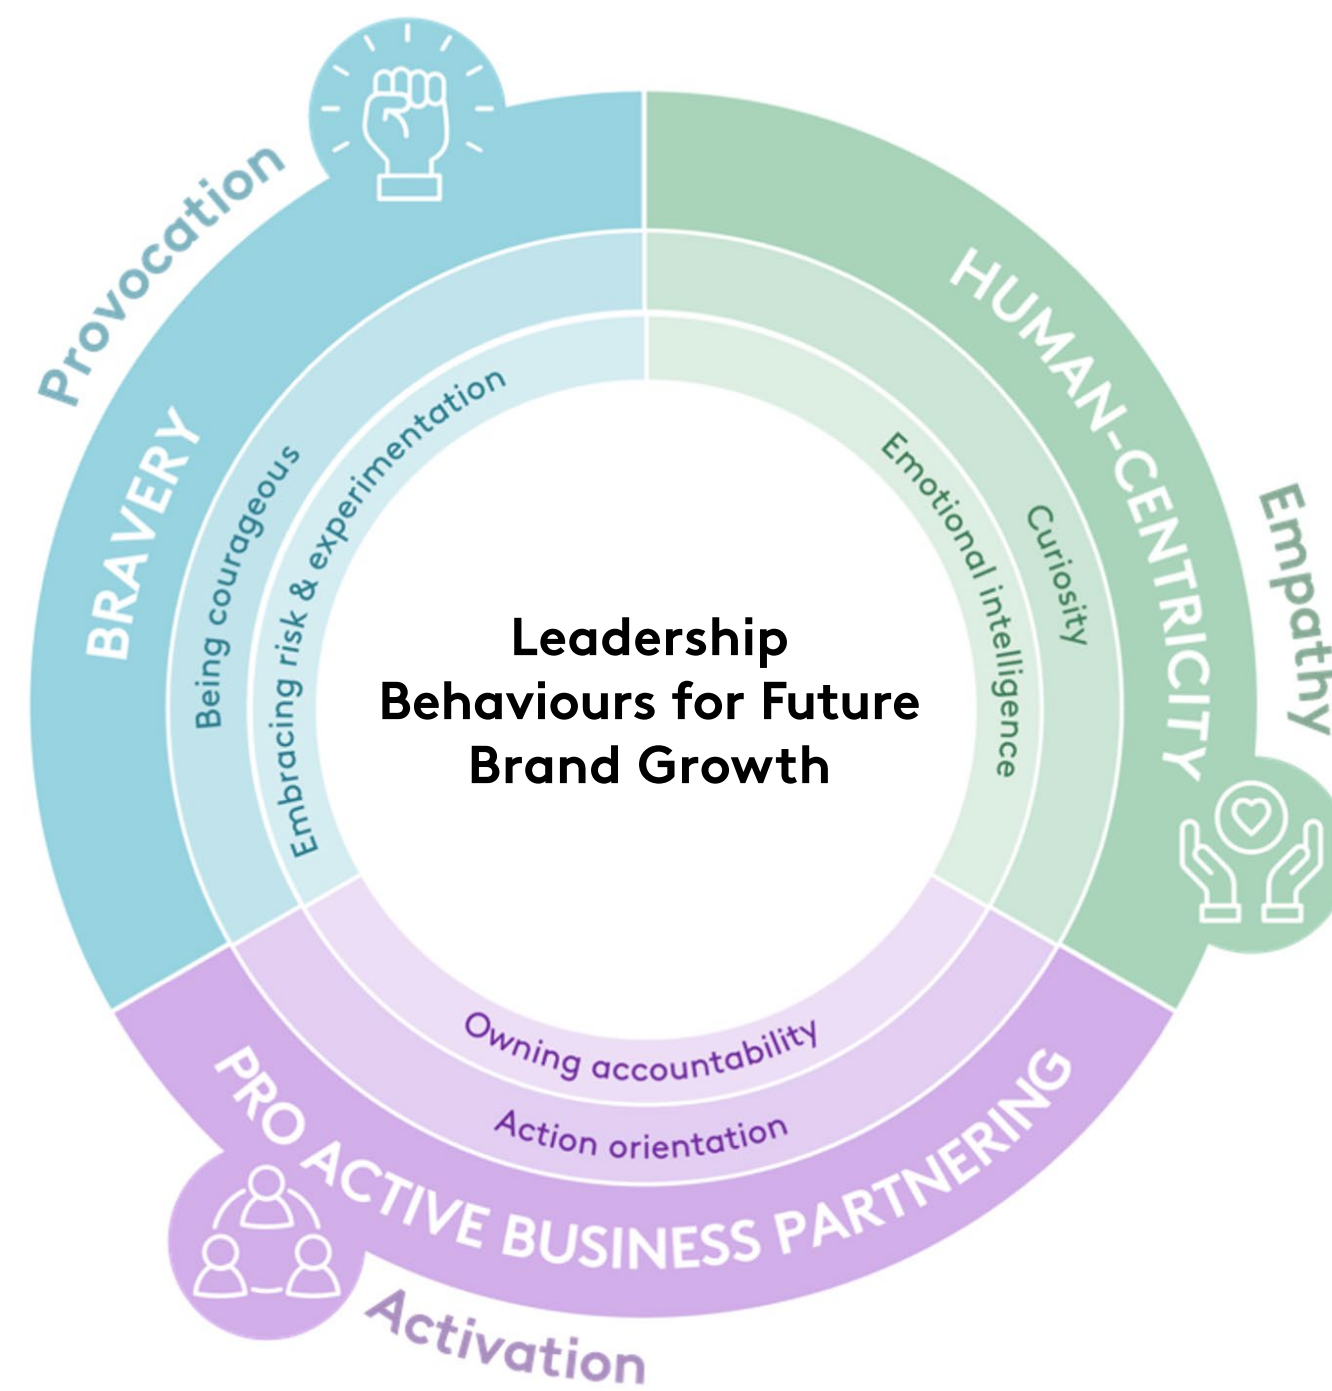 Provocation
BRAVERY
Being courageous
Embracing risk & experimentation
HUMAN-CENTRICITY
Curiosity
Emotional intelligence
Empathy
Leadership
Behaviours for Future
Brand Growth
Owning accountability
Action orientation
PRO ACTIVE BUSINESS PARTNERING
Activation